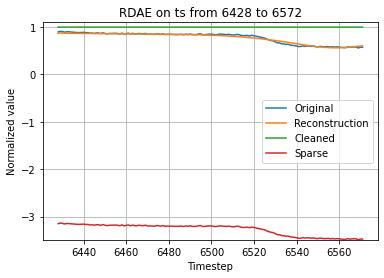 RDAE on ts from 6428 to 6572
Normalized value
1
0
−1
−2
−3
Original
Reconstruction
Cleaned
Sparse
6440 6460 6480 6500 6520 6540 6560
Timestep